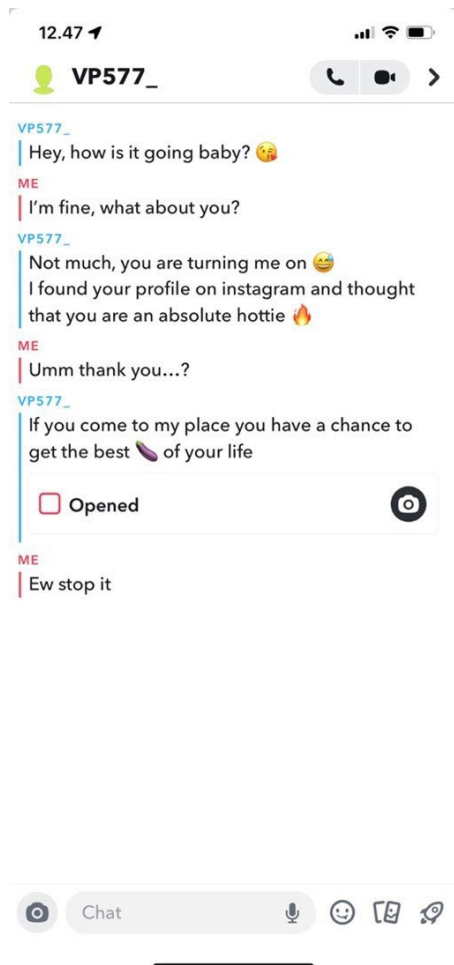 12.47
VP577_
VP577_
Hey, how is it going baby? 😘
ME
I’m fine, what about you?
VP577_
Not much, you are turning me on 😅
I found your profile on instagram and thought
that you are an absolute hottie 🔥
ME
Umm thank you...?
VP577_
If you come to my place you have a chance to
get the best 🍆 of your life
Opened
ME
Ew stop it
Chat